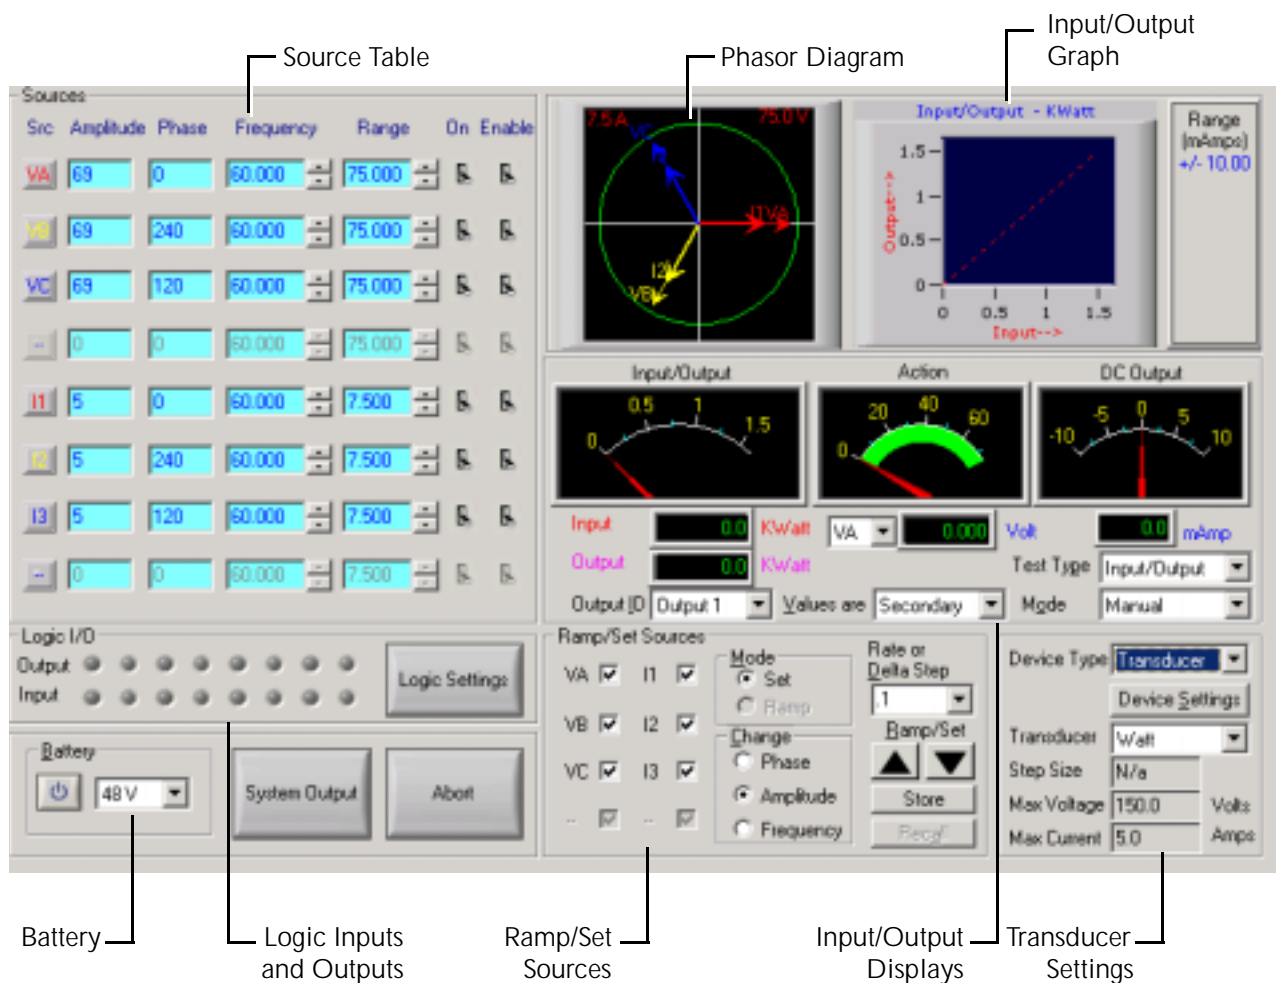 Source Table
Phasor Diagram
Input/Output
Graph
Sources
Src Amplitude Phase Frequency Range On Enable
VA 69 0 60.000 75.000
VB 69 240 60.000 75.000
VC 69 120 60.000 75.000
-- 0 0 60.000 75.000
I1 5 0 60.000 7.500
I2 5 240 60.000 7.500
I3 5 120 60.000 7.500
-- 0 0 60.000 7.500
7.5 A 75.0 V
VC
I1VA
I2
VB
Input/Output - KWatt
1.5
1
0.5
0
Output-->
0 0.5 1 1.5
Input-->
Range
(mAmps)
+/- 10.00
Input/Output
0 0.5 1 1.5
Action
0 20 40 60
DC Output
-10 -5 0 5 10
Input 0.0 KWatt VA 0.000 Volt 0.0 mAmp
Output 0.0 KWatt
Test Type Input/Output
Output ID Output 1 Values are Secondary Mode Manual
Logic I/O
Output
Input
Logic Settings
Battery
48 V
System Output
Abort
Ramp/Set Sources
VA I1
VB I2
VC I3
-- --
Mode
Set
Ramp
Change
Phase
Amplitude
Frequency
Rate or
Delta Step
.1
Ramp/Set
Store
Recall
Device Type Transducer
Device Settings
Transducer Watt
Step Size N/a
Max Voltage 150.0 Volts
Max Current 5.0 Amps
Battery
Logic Inputs
and Outputs
Ramp/Set
Sources
Input/Output
Displays
Transducer
Settings